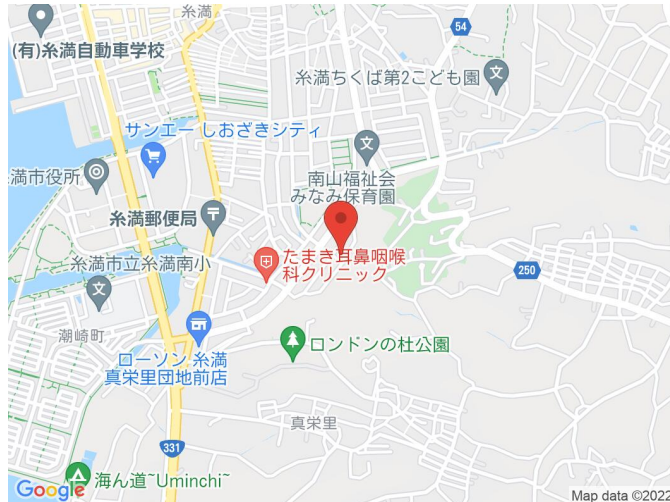 糸満
(有)糸満自動車学校
54
糸満ちくば第2こども園
サンエー しおざきシティ
糸満市役所
南山福祉会
みなみ保育園
糸満郵便局
たまき耳鼻咽喉
科クリニック
糸満市立糸満南小
250
潮崎町
ローソン 糸満
真栄里団地前店
ロンドンの杜公園
真栄里
331
海ん道~Uminchi~
Google
Map data ©2022